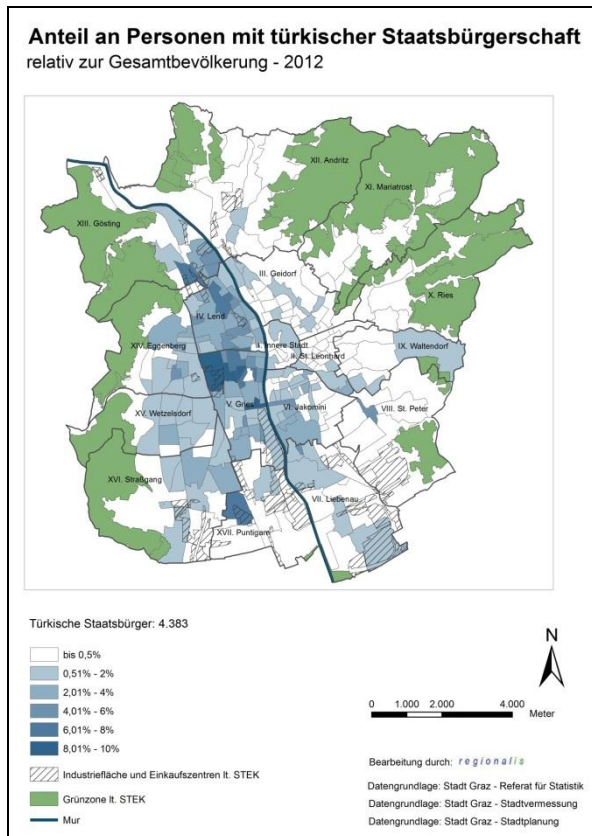 Anteil an Personen mit türkischer Staatsbürgerschaft
relativ zur Gesamtbevölkerung - 2012
XII. Andritz
XI. Mariatrost
XIII. Gösting
III. Geidorf
X. Ries
IV. Lend
I. Innere Stadt
IX. Waltendorf
XIV. Eggenberg
II. St. Leonhard
V. Gries
VI. Jakomini
XV. Wetzelsdorf
VIII. St. Peter
XVI. Straßgang
VII. Liebenau
XVII. Puntigam
Türkische Staatsbürger: 4.383
bis 0,5%
0,51% - 2%
2,01% - 4%
4,01% - 6%
6,01% - 8%
8,01% - 10%
Industriefläche und Einkaufszentren lt. STEK
Grünzone lt. STEK
Mur
N
0 1.000 2.000 4.000
Meter
Bearbeitung durch: regionalis
Datengrundlage: Stadt Graz - Referat für Statistik
Datengrundlage: Stadt Graz - Stadtvermessung
Datengrundlage: Stadt Graz - Stadtplanung